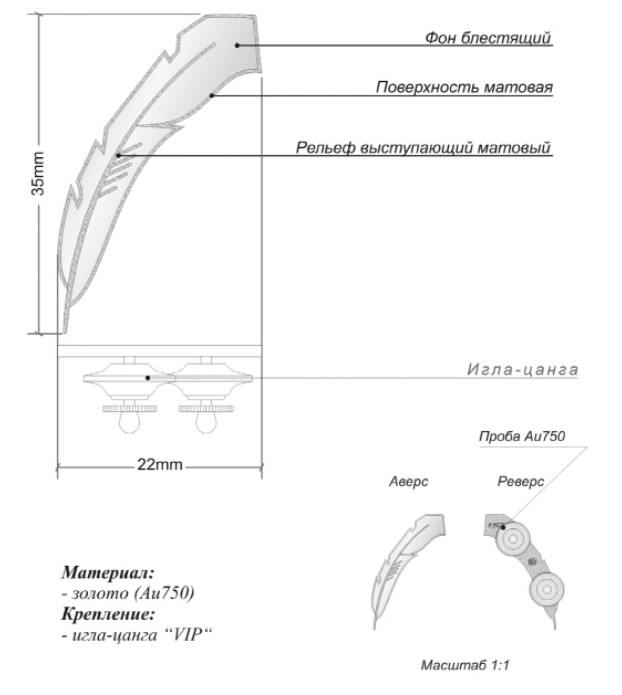 Фон блестящий
Поверхность матовая
Рельеф выступающий матовый
35mm
Игла-цанга
22mm
Проба Au750
Аверс
Реверс
Материал:
- золото (Au750)
Крепление:
- игла-цанга “VIP“
Масштаб 1:1